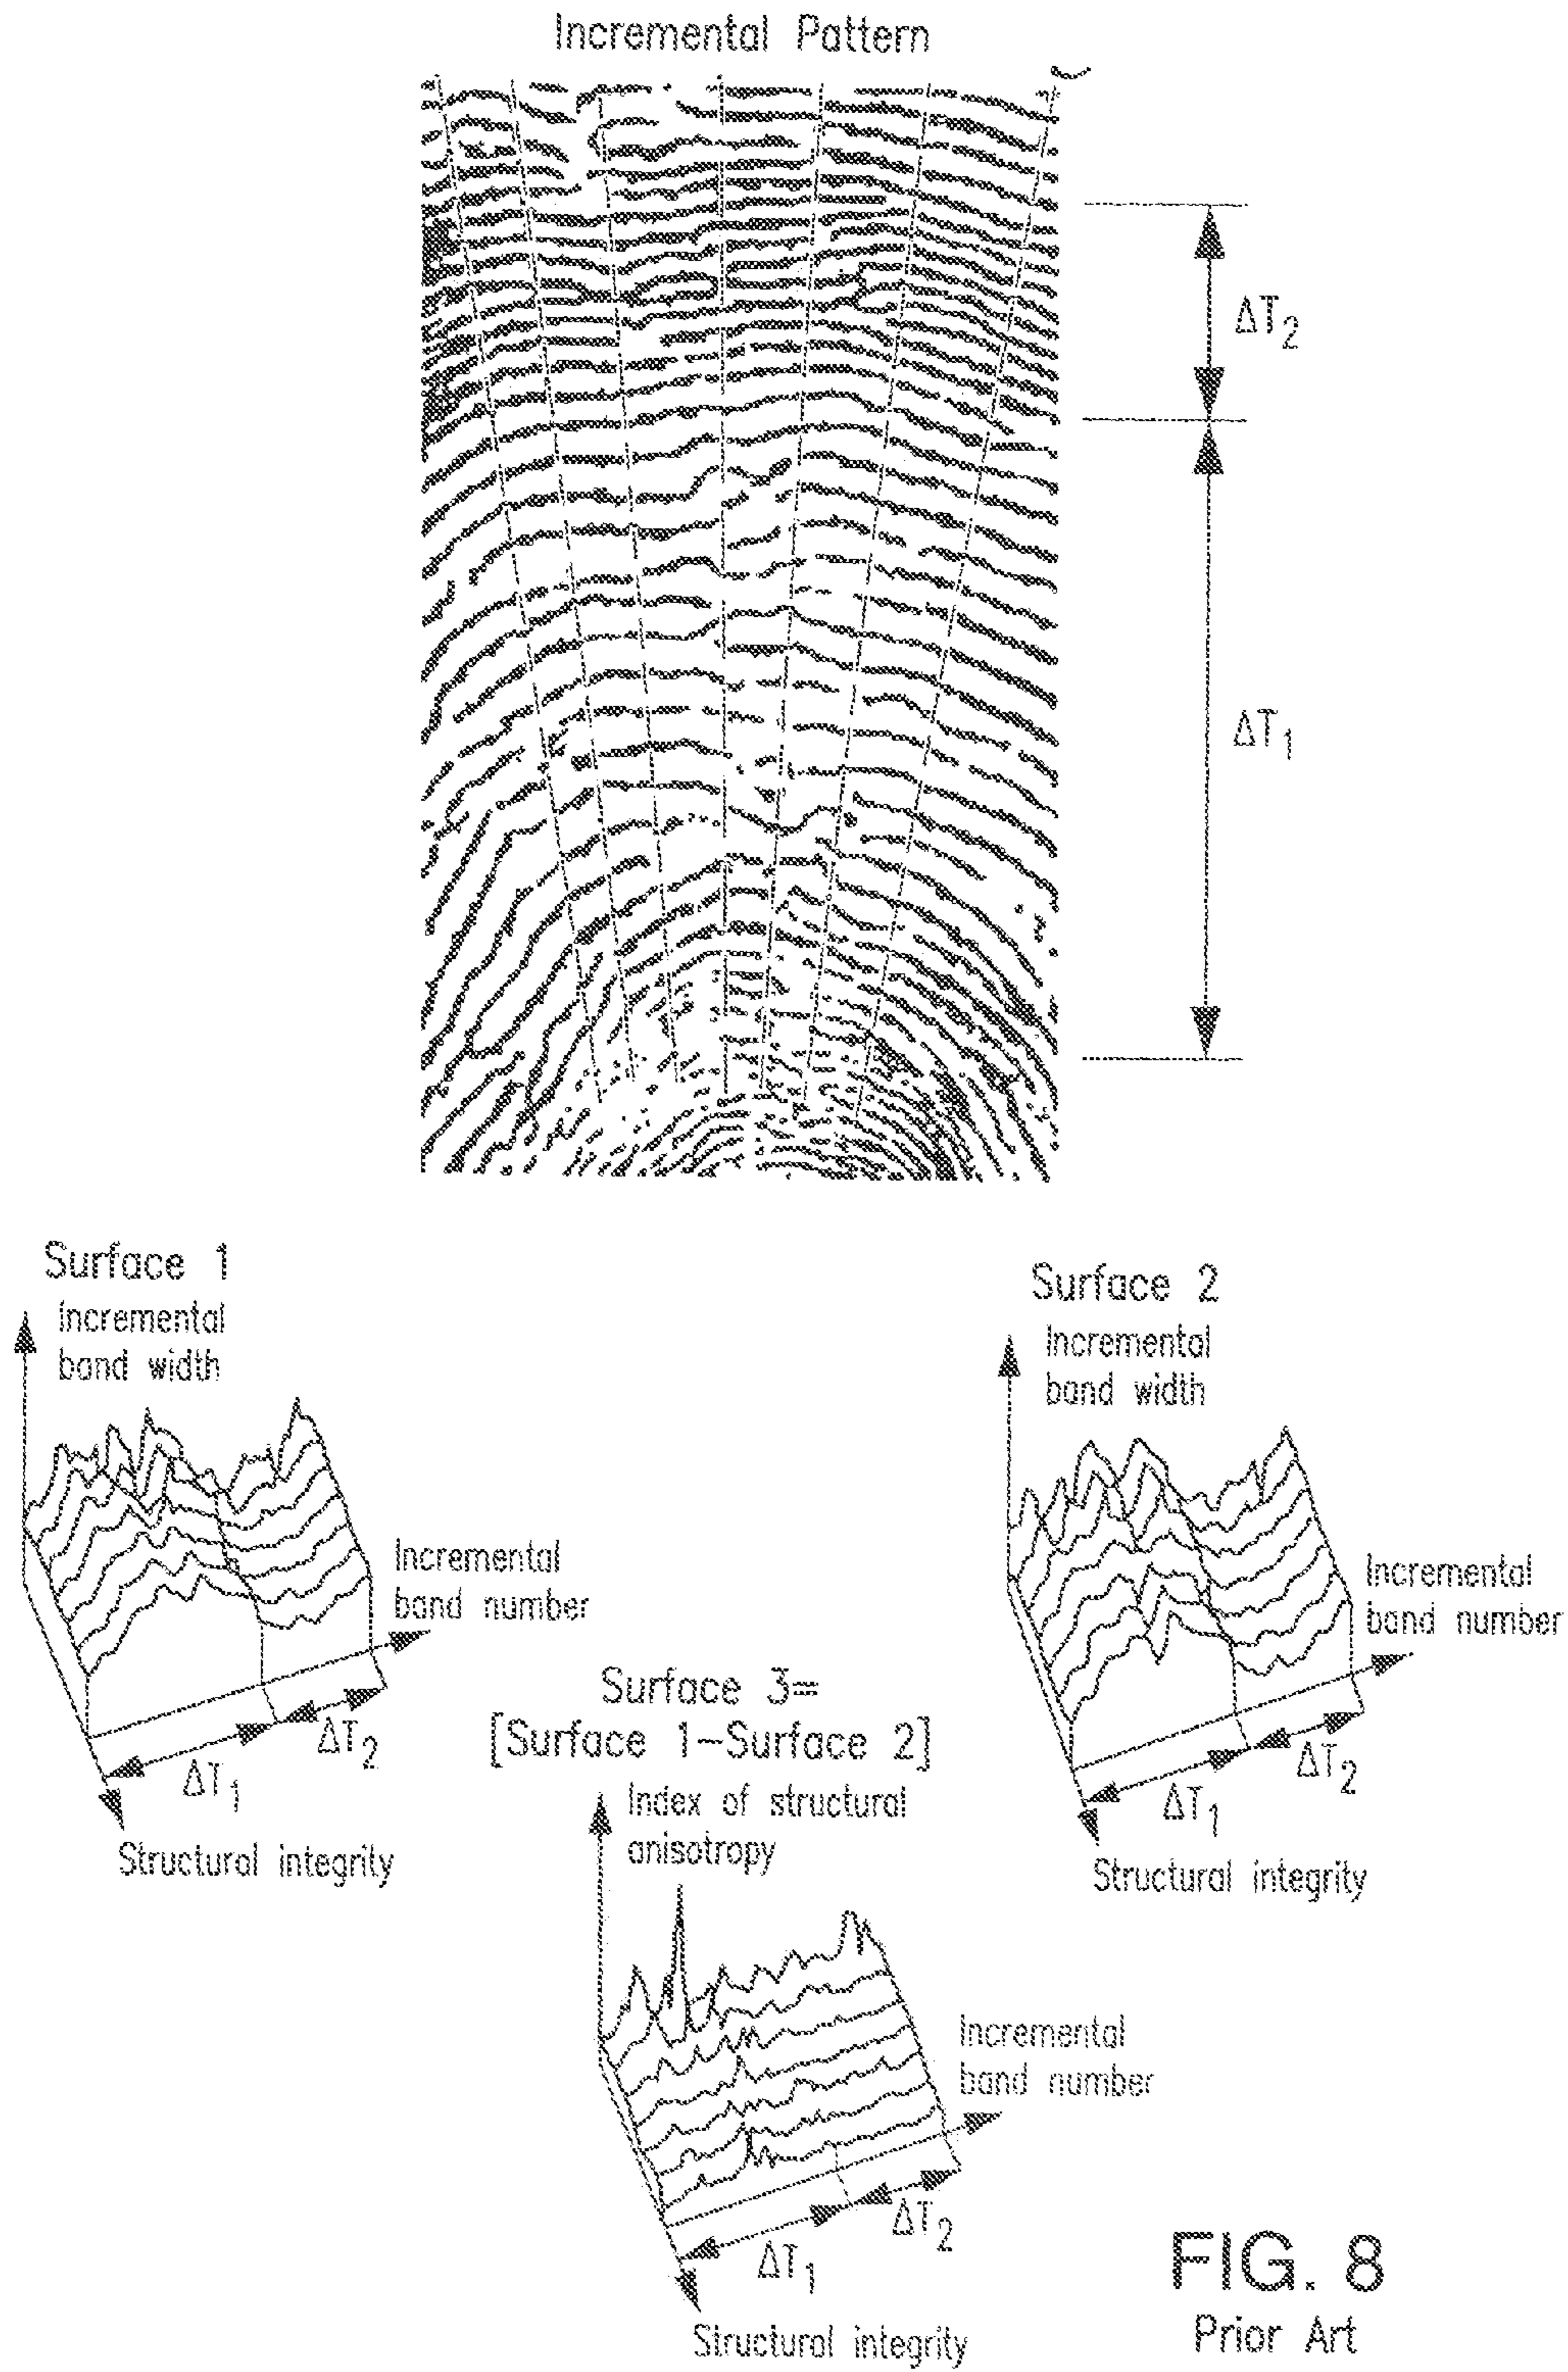 Incremental Pattern
ΔT2
ΔT1
Surface 1
Incremental
band width
Incremental
band number
ΔT1
ΔT2
Structural integrity
Surface 2
Incremental
band width
Incremental
band number
ΔT1
ΔT2
Structural integrity
Surface 3=
[Surface 1–Surface 2]
Index of structural
anisotropy
Incremental
band number
ΔT1
ΔT2
Structural integrity
FIG. 8
Prior Art